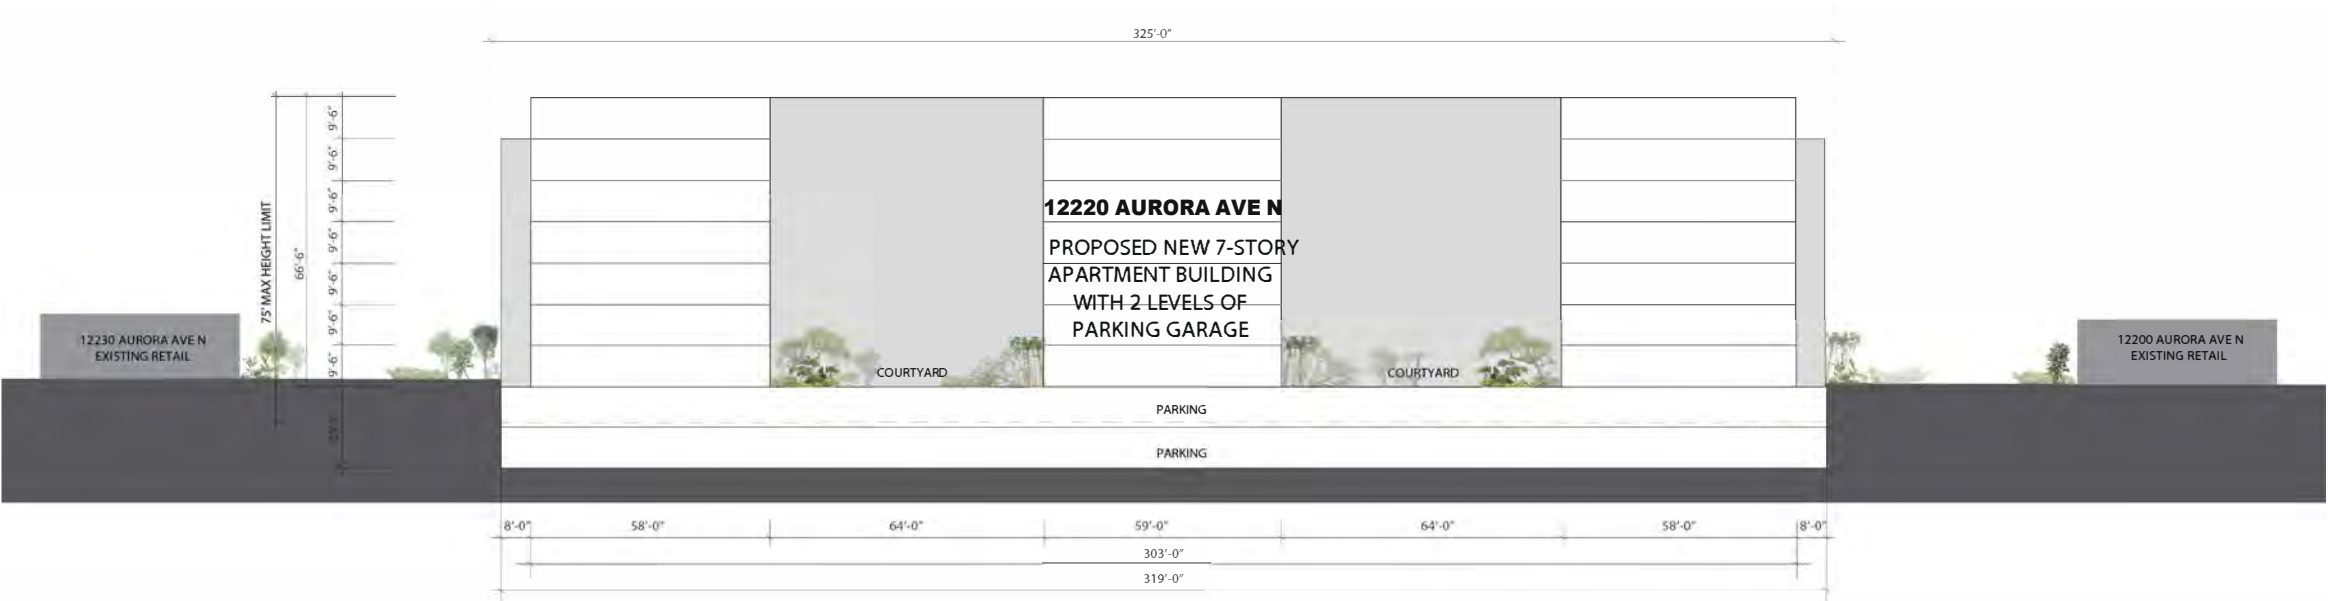 325'-0"
9'-6"
9'-6"
9'-6"
9'-6"
9'-6"
9'-6"
9'-6"
66'-6"
75' MAX HEIGHT LIMIT
12220 AURORA AVE N
PROPOSED NEW 7-STORY
APARTMENT BUILDING
WITH 2 LEVELS OF
PARKING GARAGE
12230 AURORA AVE N
EXISTING RETAIL
12200 AURORA AVE N
EXISTING RETAIL
COURTYARD
COURTYARD
PARKING
PARKING
8'-0"
58'-0"
64'-0"
59'-0"
64'-0"
58'-0"
8'-0"
303'-0"
319'-0"